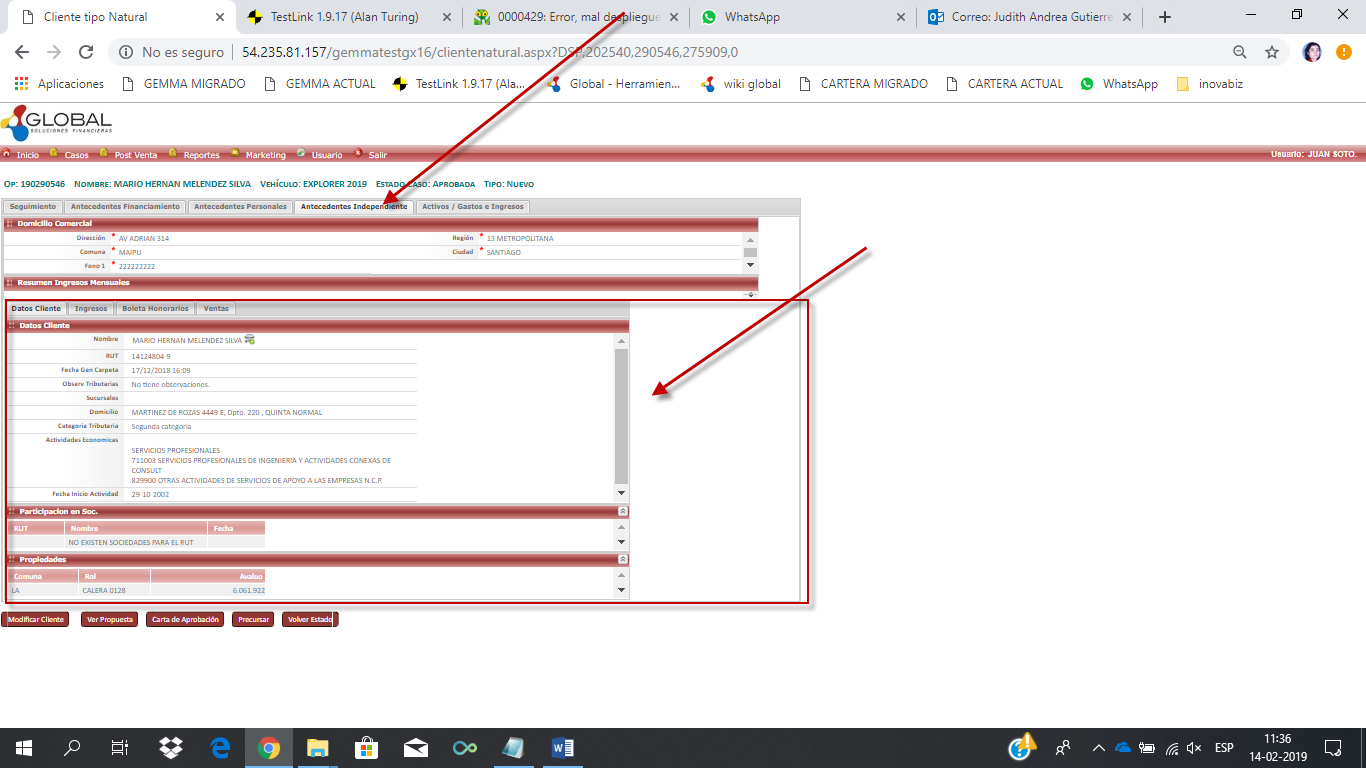 Cliente tipo Natural
TestLink 1.9.17 (Alan Turing)
0000429: Error, mal despliegue
WhatsApp
Correo: Judith Andrea Gutierre
No es seguro | 54.235.81.157/gemmatestgx16/clientenatural.aspx?DSP,202540,290546,275909,0
Aplicaciones GEMMA MIGRADO GEMMA ACTUAL TestLink 1.9.17 (Ala... Global - Herramien... wiki global CARTERA MIGRADO CARTERA ACTUAL WhatsApp inovabiz
GLOBAL
SOLUCIONES FINANCIERAS
Inicio Casos Post Venta Reportes Marketing Usuario Salir Usuario: JUAN SOTO.
OP: 190290546 NOMBRE: MARIO HERNAN MELENDEZ SILVA VEHÍCULO: EXPLORER 2019 ESTADO CASO: APROBADA TIPO: NUEVO
Seguimiento Antecedentes Financiamiento Antecedentes Personales Antecedentes Independiente Activos / Gastos e Ingresos
Domicilio Comercial
Dirección * AV ADRIAN 314 Región * 13 METROPOLITANA
Comuna * MAIPU Ciudad * SANTIAGO
Fono 1 * 222222222
Resumen Ingresos Mensuales
Datos Cliente Ingresos Boleta Honorarios Ventas
Datos Cliente
Nombre MARIO HERNAN MELENDEZ SILVA
RUT 14124804-9
Fecha Gen Carpeta 17/12/2018 16:09
Observ Tributarias No tiene observaciones.
Sucursales
Domicilio MARTINEZ DE ROZAS 4449 E, Dpto. 220 , QUINTA NORMAL
Categoria Tributaria Segunda categoria
Actividades Economicas
SERVICIOS PROFESIONALES
711003 SERVICIOS PROFESIONALES DE INGENIERIA Y ACTIVIDADES CONEXAS DE
CONSULT
829900 OTRAS ACTIVIDADES DE SERVICIOS DE APOYO A LAS EMPRESAS N.C.P.
Fecha Inicio Actividad 29-10-2002
Participacion en Soc.
RUT Nombre Fecha
NO EXISTEN SOCIEDADES PARA EL RUT
Propiedades
Comuna Rol Avaluo
LA CALERA 0128 6.061.922
Modificar Cliente Ver Propuesta Carta de Aprobación Precursar Volver Estado
ESP
11:36
14-02-2019